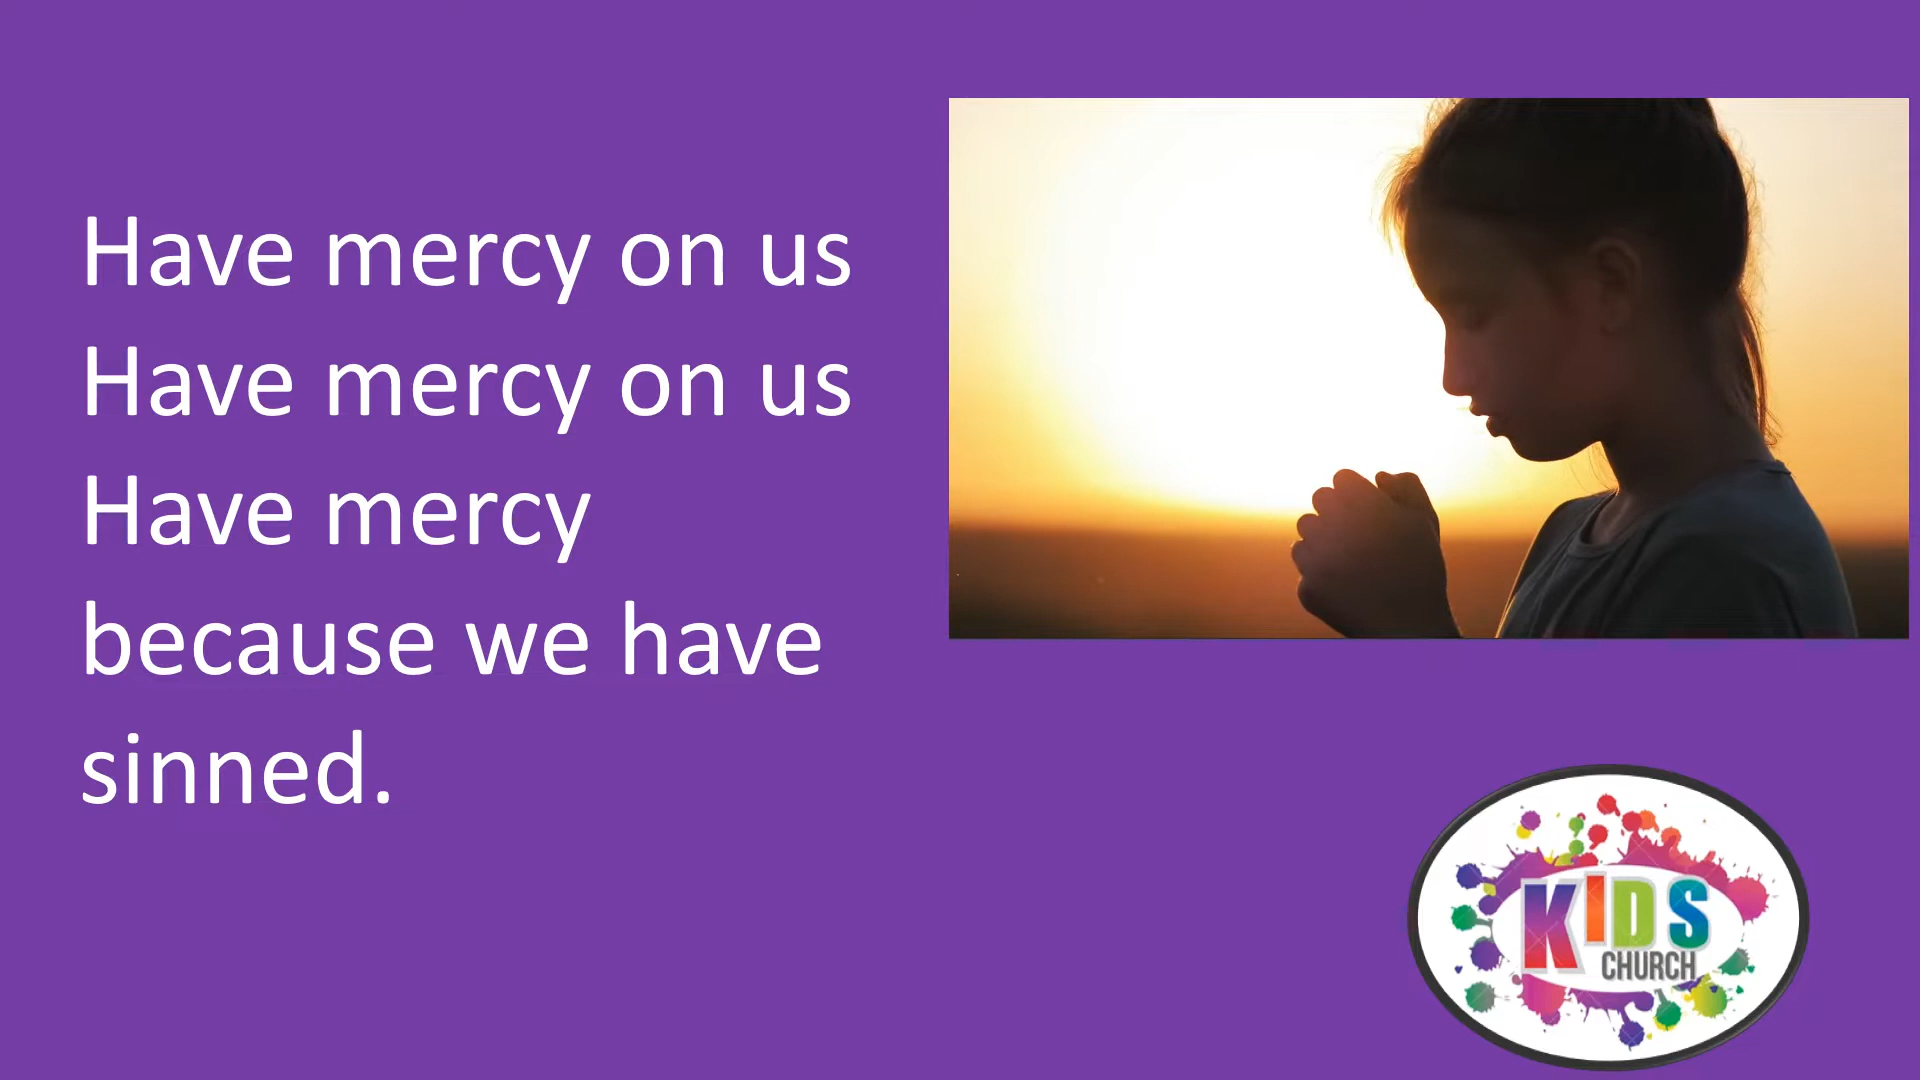 Have mercy on us
Have mercy on us
Have mercy
because we have
sinned.
KIDS
CHURCH